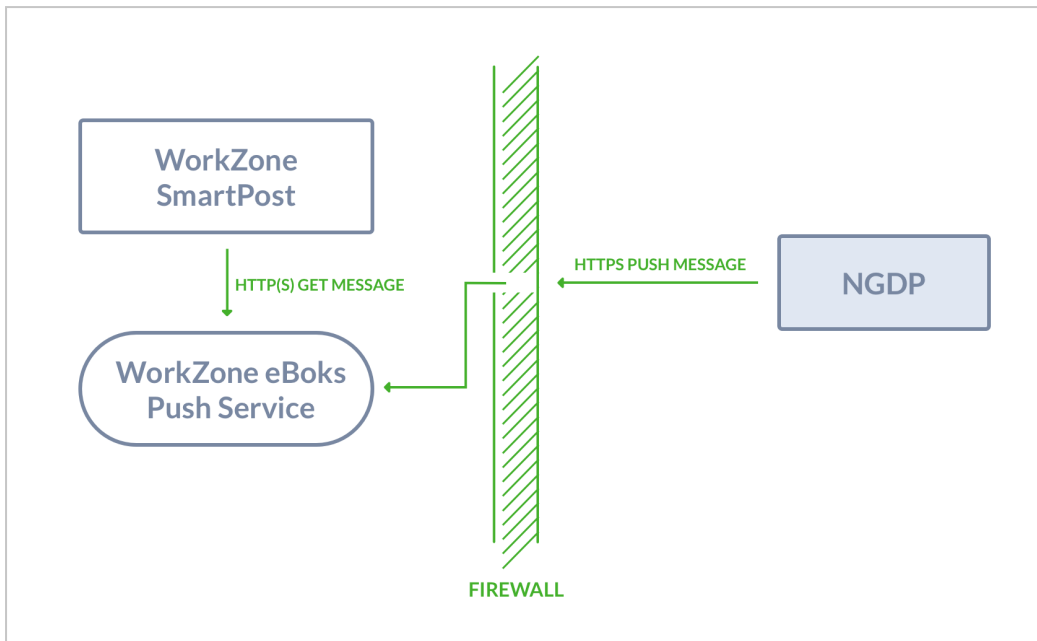 WorkZone
SmartPost
HTTP(S) GET MESSAGE
WorkZone eBoks
Push Service
HTTPS PUSH MESSAGE
NGDP
FIREWALL